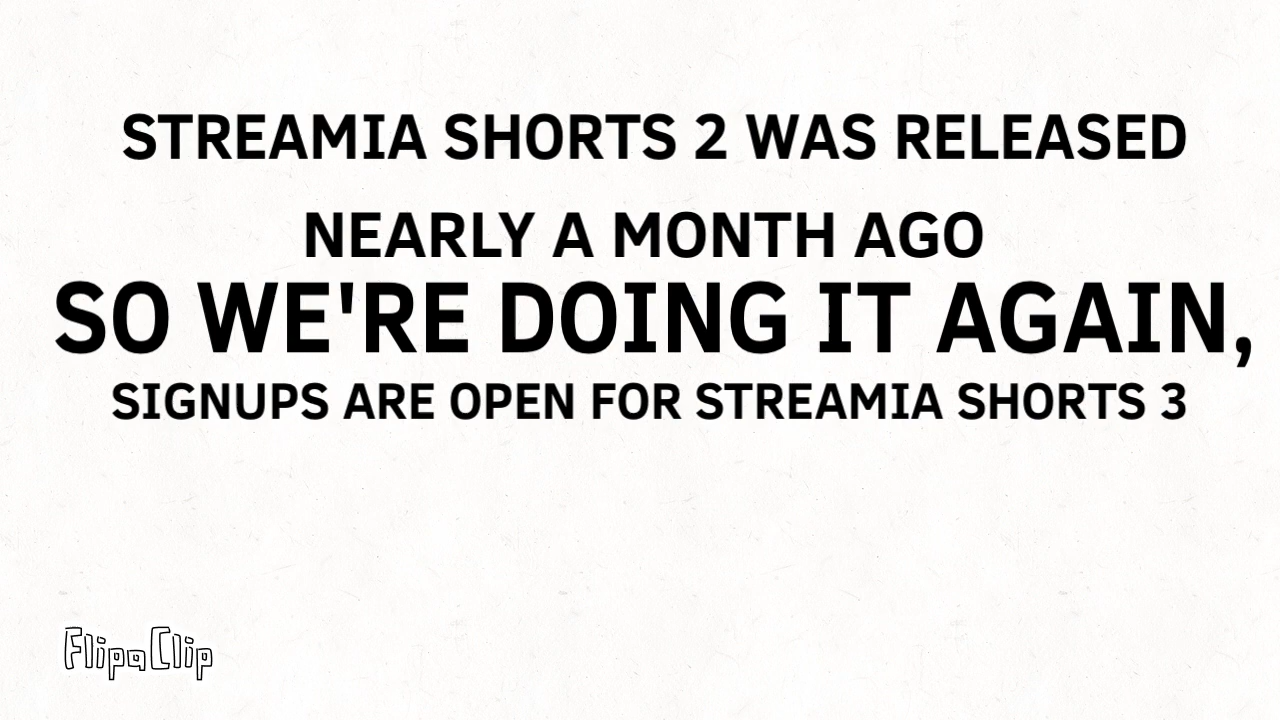 STREAMIA SHORTS 2 WAS RELEASED
NEARLY A MONTH AGO
SO WE'RE DOING IT AGAIN,
SIGNUPS ARE OPEN FOR STREAMIA SHORTS 3
FlipaClip